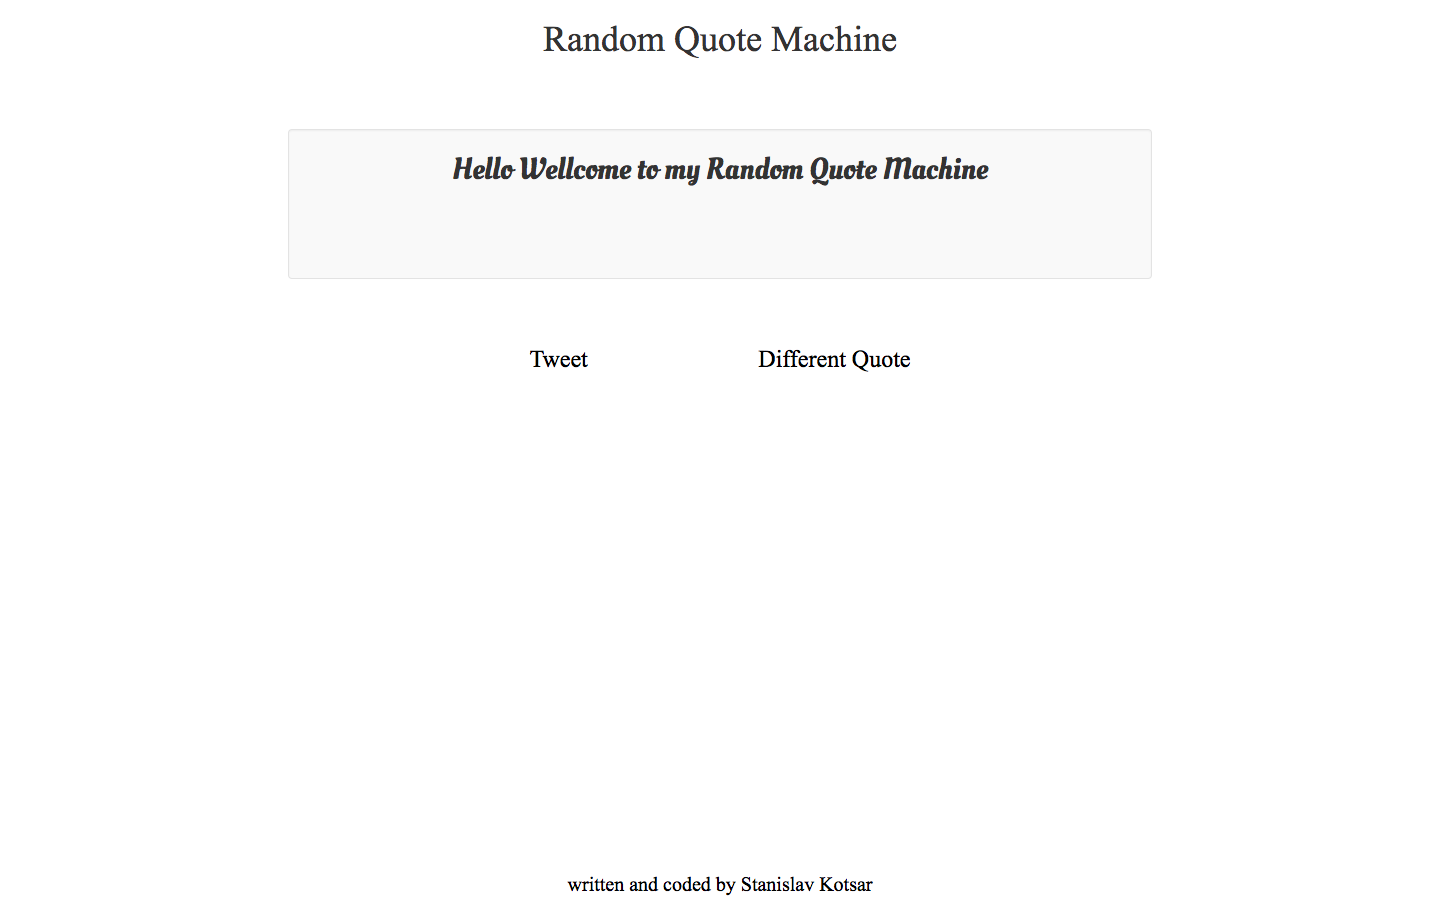 Random Quote Machine
Hello Wellcome to my Random Quote Machine
Tweet
Different Quote
written and coded by Stanislav Kotsar